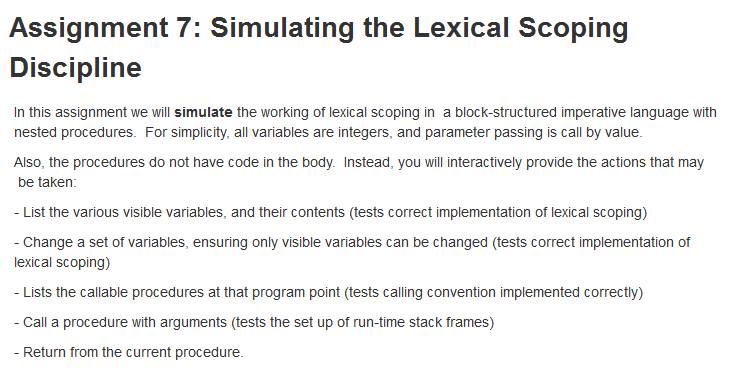 Assignment 7: Simulating the Lexical Scoping
Discipline
In this assignment we will simulate the working of lexical scoping in a block-structured imperative language with
nested procedures. For simplicity, all variables are integers, and parameter passing is call by value.
Also, the procedures do not have code in the body. Instead, you will interactively provide the actions that may
be taken:
- List the various visible variables, and their contents (tests correct implementation of lexical scoping)
- Change a set of variables, ensuring only visible variables can be changed (tests correct implementation of
lexical scoping)
- Lists the callable procedures at that program point (tests calling convention implemented correctly)
- Call a procedure with arguments (tests the set up of run-time stack frames)
- Return from the current procedure.